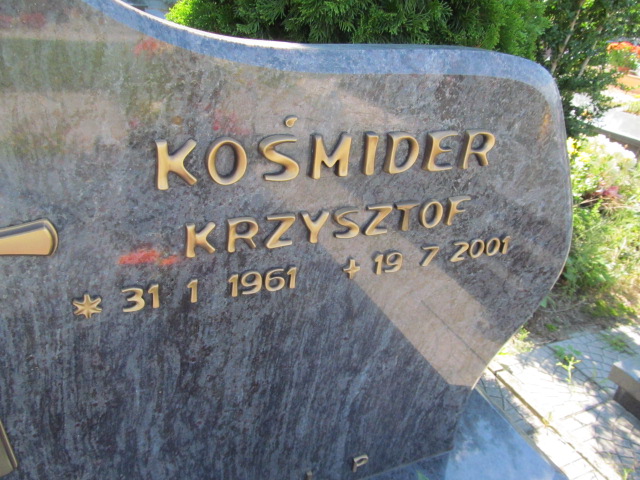 KOŚMIDER
KRZYSZTOF
* 31 1 1961 + 19 7 2001
P